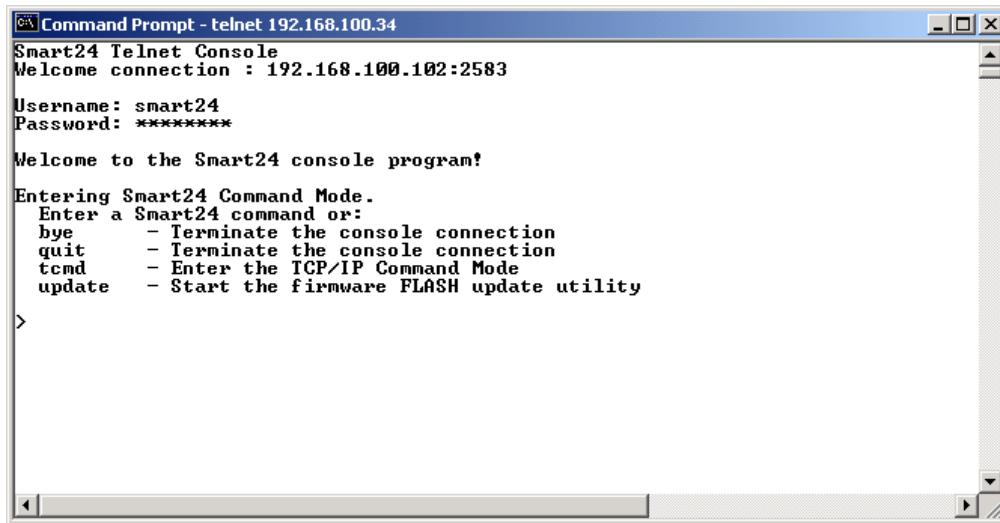 Command Prompt - telnet 192.168.100.34
Smart24 Telnet Console
Welcome connection : 192.168.100.102:2583
Username: smart24
Password: ********
Welcome to the Smart24 console program!
Entering Smart24 Command Mode.
Enter a Smart24 command or:
bye - Terminate the console connection
quit - Terminate the console connection
tcmd - Enter the TCP/IP Command Mode
update - Start the firmware FLASH update utility
>